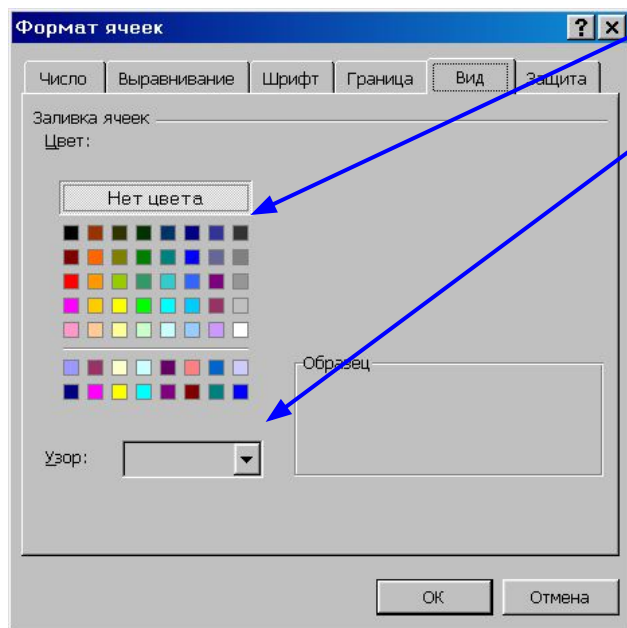 Формат ячеек
Число Выравнивание Шрифт Граница Вид Защита
Заливка ячеек
Цвет:
Нет цвета
Образец
Узор:
ОК Отмена